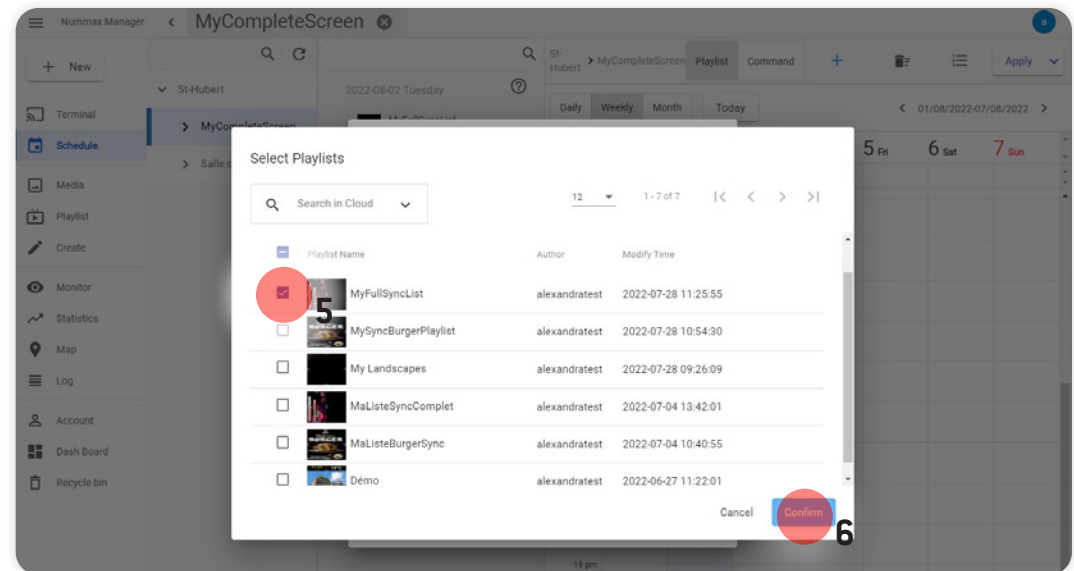 Nummax Manager
MyCompleteScreen
a
New
St-Hubert
MyCompleteScreen
Playlist
Command
Apply
St-Hubert
2022-08-02 Tuesday
Daily
Weekly
Month
Today
01/08/2022-07/08/2022
Terminal
MyCompleteScreen
Schedule
Salle
5 Fri
6 Sat
7 Sun
Media
Playlist
Create
Monitor
Statistics
Map
Log
Account
Dash Board
Recycle bin
Select Playlists
Search in Cloud
12
1 - 7 of 7
Playlist Name
Author
Modify Time
MyFullSyncList
alexandratest
2022-07-28 11:25:55
5
MySyncBurgerPlaylist
alexandratest
2022-07-28 10:54:30
My Landscapes
alexandratest
2022-07-28 09:26:09
MaListeSyncComplet
alexandratest
2022-07-04 13:42:01
MaListeBurgerSync
alexandratest
2022-07-04 10:40:55
Démo
alexandratest
2022-06-27 11:22:01
Cancel
Confirm
6
19 pm